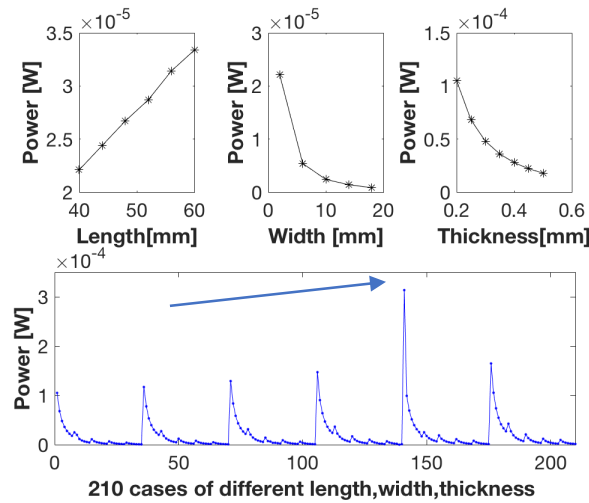 ×10⁻⁵ ×10⁻⁵ ×10⁻⁴
3.5 2 1.5
3 1
2.5 1 0.5
2 0 0
40 50 60 0 10 20 0.2 0.4 0.6
Power [W] Power [W] Power [W]
Length[mm] Width [mm] Thickness[mm]
×10⁻⁴
3
2
1
0
Power [W]
0 50 100 150 200
210 cases of different length,width,thickness